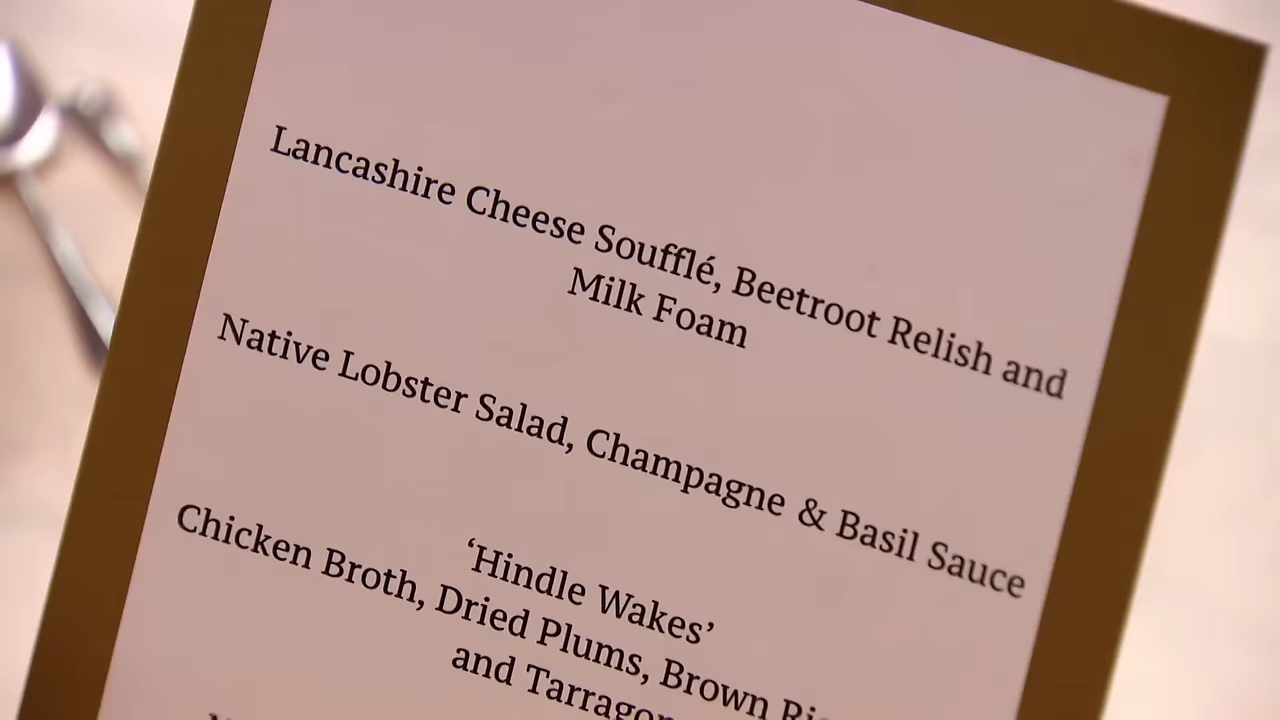 Lancashire Cheese Soufflé, Beetroot Relish and
Milk Foam
Native Lobster Salad, Champagne & Basil Sauce
‘Hindle Wakes’
Chicken Broth, Dried Plums, Brown
and Tarragon